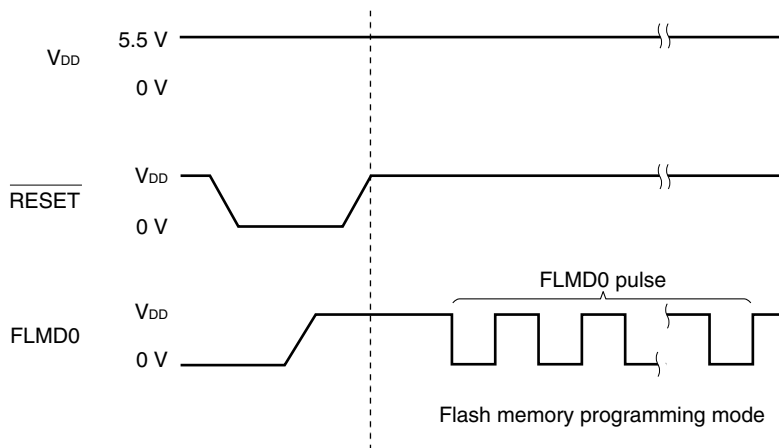 5.5 V
VDD
0 V
VDD
RESET
0 V
FLMD0 pulse
VDD
FLMD0
0 V
Flash memory programming mode